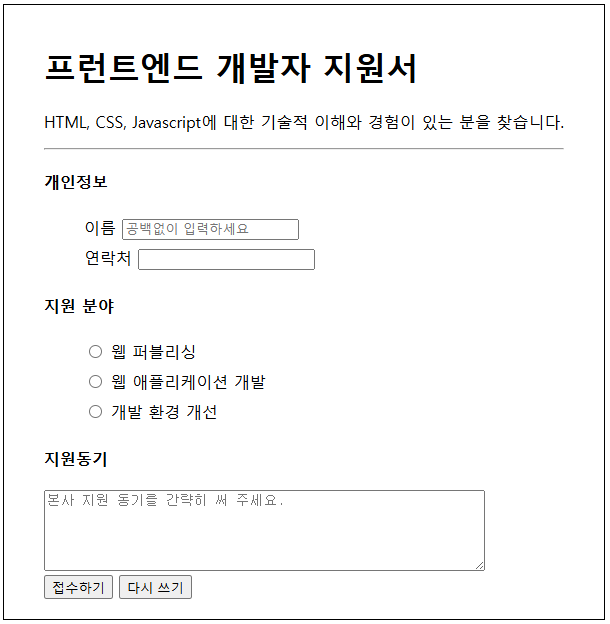 프런트엔드 개발자 지원서
HTML, CSS, Javascript에 대한 기술적 이해와 경험이 있는 분을 찾습니다.
개인정보
이름 공백없이 입력하세요
연락처
지원 분야
웹 퍼블리싱
웹 애플리케이션 개발
개발 환경 개선
지원동기
본사 지원 동기를 간략히 써 주세요.
접수하기 다시 쓰기